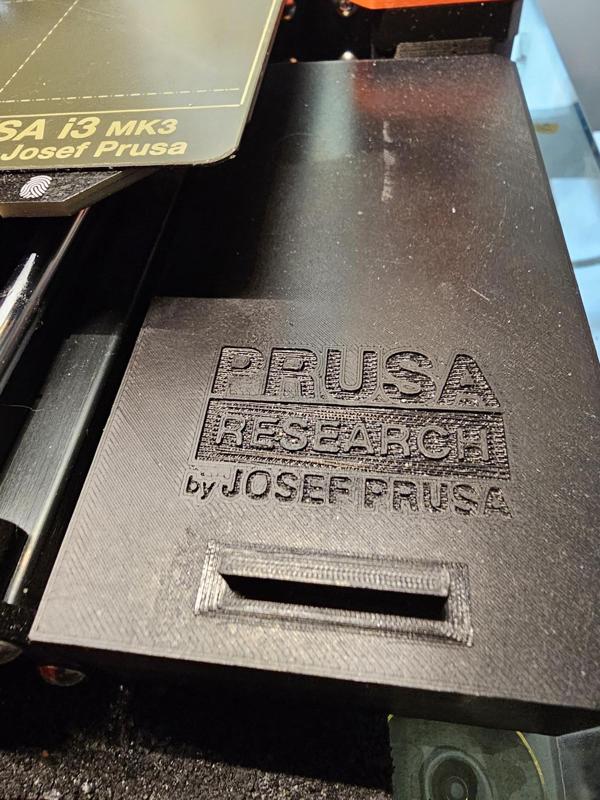 SA i3 MK3
Josef Prusa
PRUSA
RESEARCH
by JOSEF PRUSA